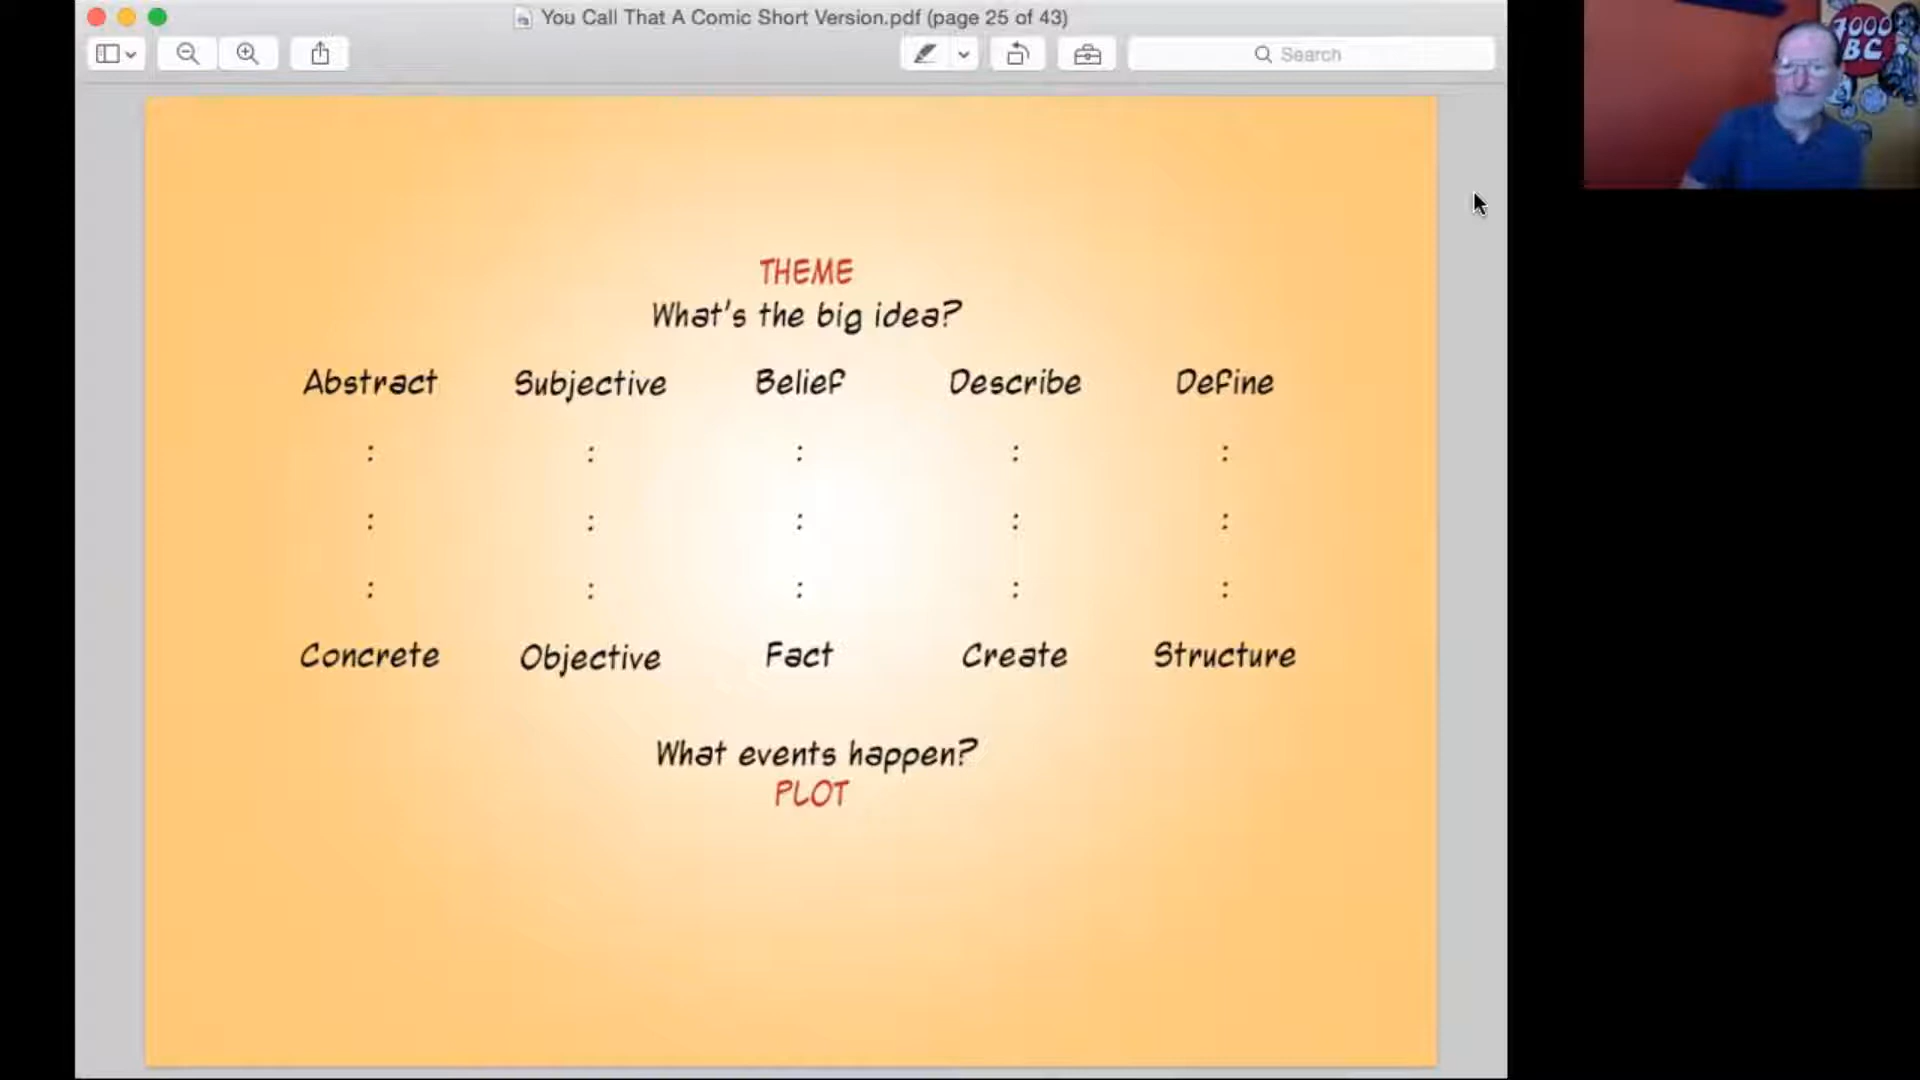 You Call That A Comic Short Version.pdf (page 25 of 43)
Search
7000
BC
THEME
What's the big idea?
Abstract Subjective Belief Describe Define
: : : : :
: : : : :
: : : : :
Concrete Objective Fact Create Structure
What events happen?
PLOT